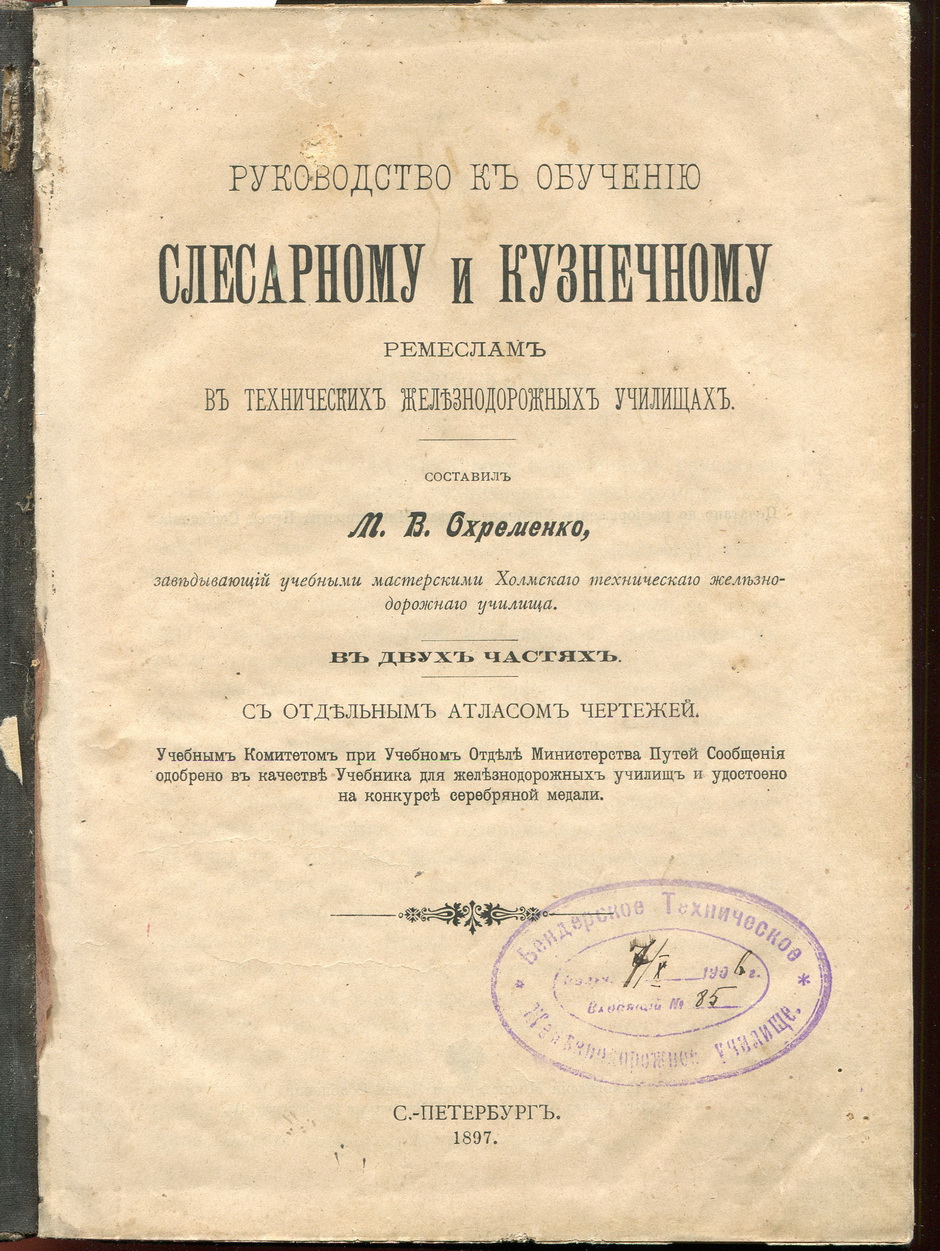 РУКОВОДСТВО КЪ ОБУЧЕНІЮ
СЛЕСАРНОМУ и КУЗНЕЧНОМУ
РЕМЕСЛАМЪ
ВЪ ТЕХНИЧЕСКИХЪ ЖЕЛѢЗНОДОРОЖНЫХЪ УЧИЛИЩАХЪ.
СОСТАВИЛЪ
М. В. Охременко,
завѣдывающій учебными мастерскими Холмскаго техническаго желѣзно-
дорожнаго училища.
ВЪ ДВУХЪ ЧАСТЯХЪ.
СЪ ОТДѢЛЬНЫМЪ АТЛАСОМЪ ЧЕРТЕЖЕЙ.
Учебнымъ Комитетомъ при Учебномъ Отдѣлѣ Министерства Путей Сообщенія
одобрено въ качествѣ Учебника для желѣзнодорожныхъ училищъ и удостоено
на конкурсѣ серебряной медали.
Бендерское Техническое
7/X 1906 г.
Входящій № 85
Желѣзнодорожное Училище.
С.-ПЕТЕРБУРГЪ.
1897.